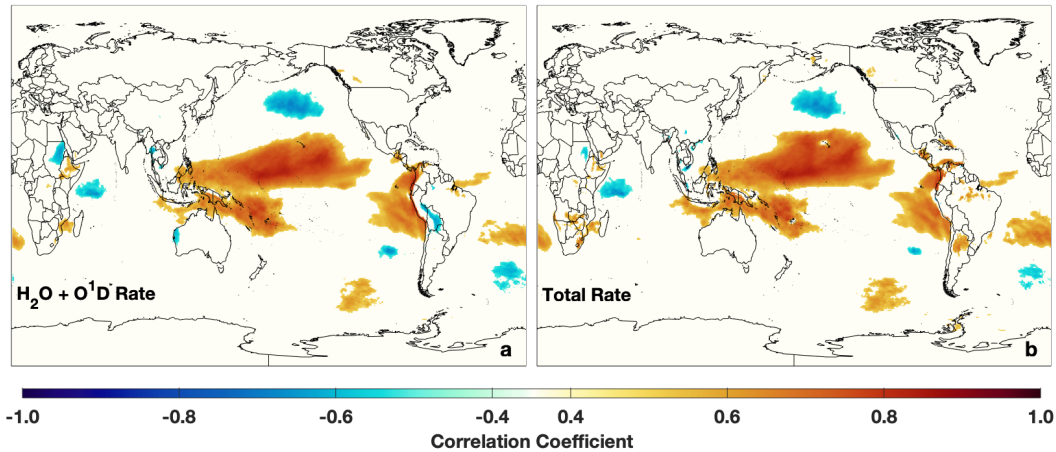 H₂O + O¹D⁻ Rate
a
Total Rate
b
-1.0 -0.8 -0.6 -0.4 0.4 0.6 0.8 1.0
Correlation Coefficient